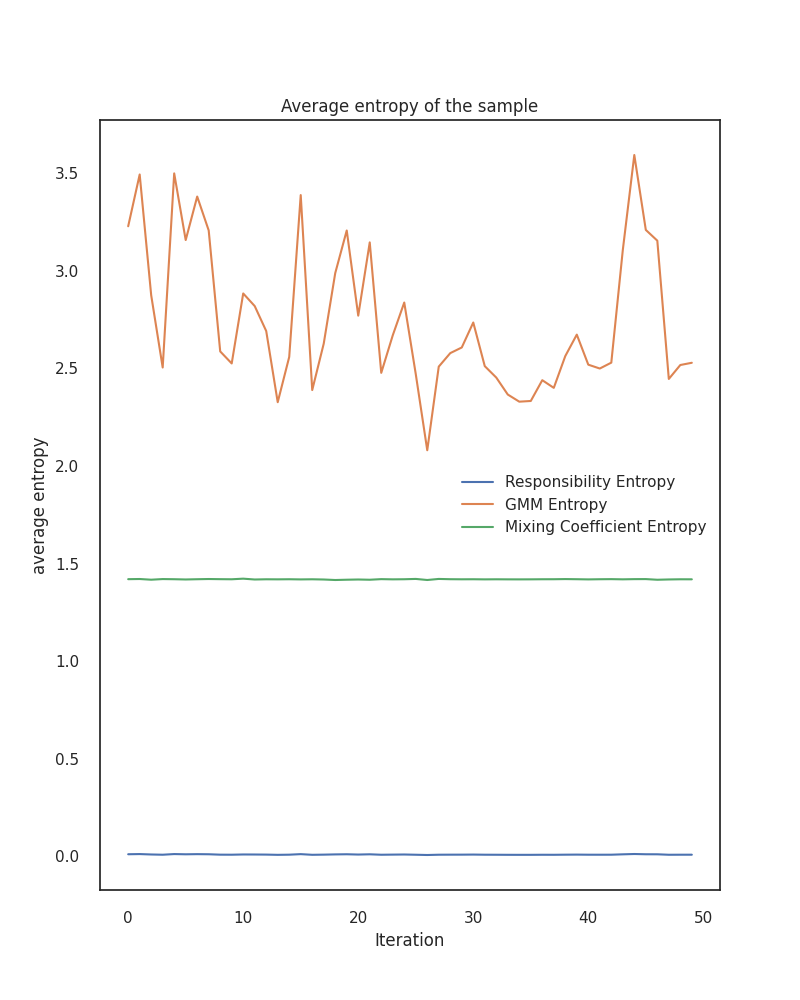 Average entropy of the sample
3.5
3.0
2.5
2.0
1.5
1.0
0.5
0.0
average entropy
Responsibility Entropy
GMM Entropy
Mixing Coefficient Entropy
0 10 20 30 40 50
Iteration